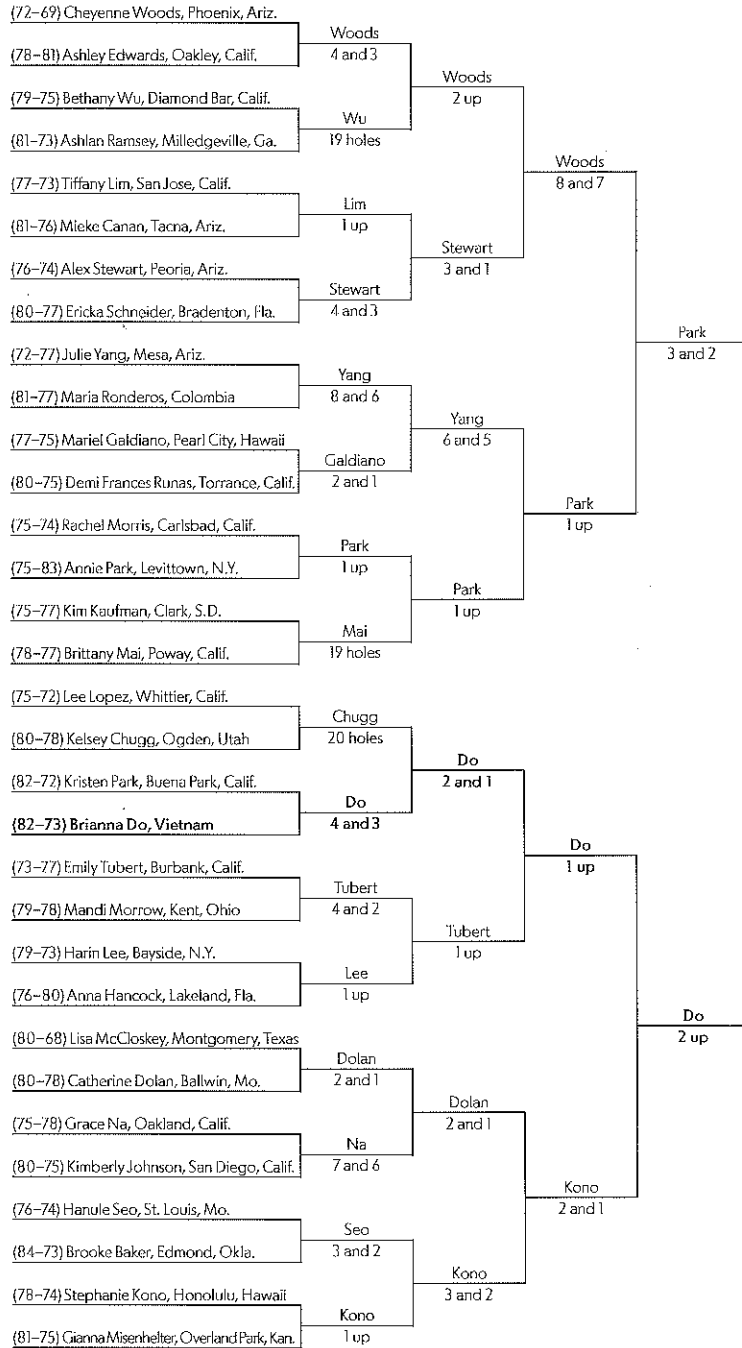 (72–69) Cheyenne Woods, Phoenix, Ariz.
(78–81) Ashley Edwards, Oakley, Calif.
(79–75) Bethany Wu, Diamond Bar, Calif.
(81–73) Ashlan Ramsey, Milledgeville, Ga.
(77–73) Tiffany Lim, San Jose, Calif.
(81–76) Mieke Canan, Tacna, Ariz.
(76–74) Alex Stewart, Peoria, Ariz.
(80–77) Ericka Schneider, Bradenton, Fla.
(72–77) Julie Yang, Mesa, Ariz.
(81–77) Maria Ronderos, Colombia
(77–75) Mariel Galdiano, Pearl City, Hawaii
(80–75) Demi Frances Runas, Torrance, Calif.
(75–74) Rachel Morris, Carlsbad, Calif.
(75–83) Annie Park, Levittown, N.Y.
(75–77) Kim Kaufman, Clark, S.D.
(78–77) Brittany Mai, Poway, Calif.
(75–72) Lee Lopez, Whittier, Calif.
(80–78) Kelsey Chugg, Ogden, Utah
(82–72) Kristen Park, Buena Park, Calif.
(82–73) Brianna Do, Vietnam
(73–77) Emily Tubert, Burbank, Calif.
(79–78) Mandi Morrow, Kent, Ohio
(79–73) Harin Lee, Bayside, N.Y.
(76–80) Anna Hancock, Lakeland, Fla.
(80–68) Lisa McCloskey, Montgomery, Texas
(80–78) Catherine Dolan, Ballwin, Mo.
(75–78) Grace Na, Oakland, Calif.
(80–75) Kimberly Johnson, San Diego, Calif.
(76–74) Hanule Seo, St. Louis, Mo.
(84–73) Brooke Baker, Edmond, Okla.
(78–74) Stephanie Kono, Honolulu, Hawaii
(81–75) Gianna Misenhelter, Overland Park, Kan.
Woods
4 and 3
Wu
19 holes
Lim
1 up
Stewart
4 and 3
Yang
8 and 6
Galdiano
2 and 1
Park
1 up
Mai
19 holes
Chugg
20 holes
Do
4 and 3
Tubert
4 and 2
Lee
1 up
Dolan
2 and 1
Na
7 and 6
Seo
3 and 2
Kono
1 up
Woods
2 up
Stewart
3 and 1
Yang
6 and 5
Park
1 up
Do
2 and 1
Tubert
1 up
Dolan
2 and 1
Kono
3 and 2
Woods
8 and 7
Park
1 up
Do
1 up
Kono
2 and 1
Park
3 and 2
Do
2 up